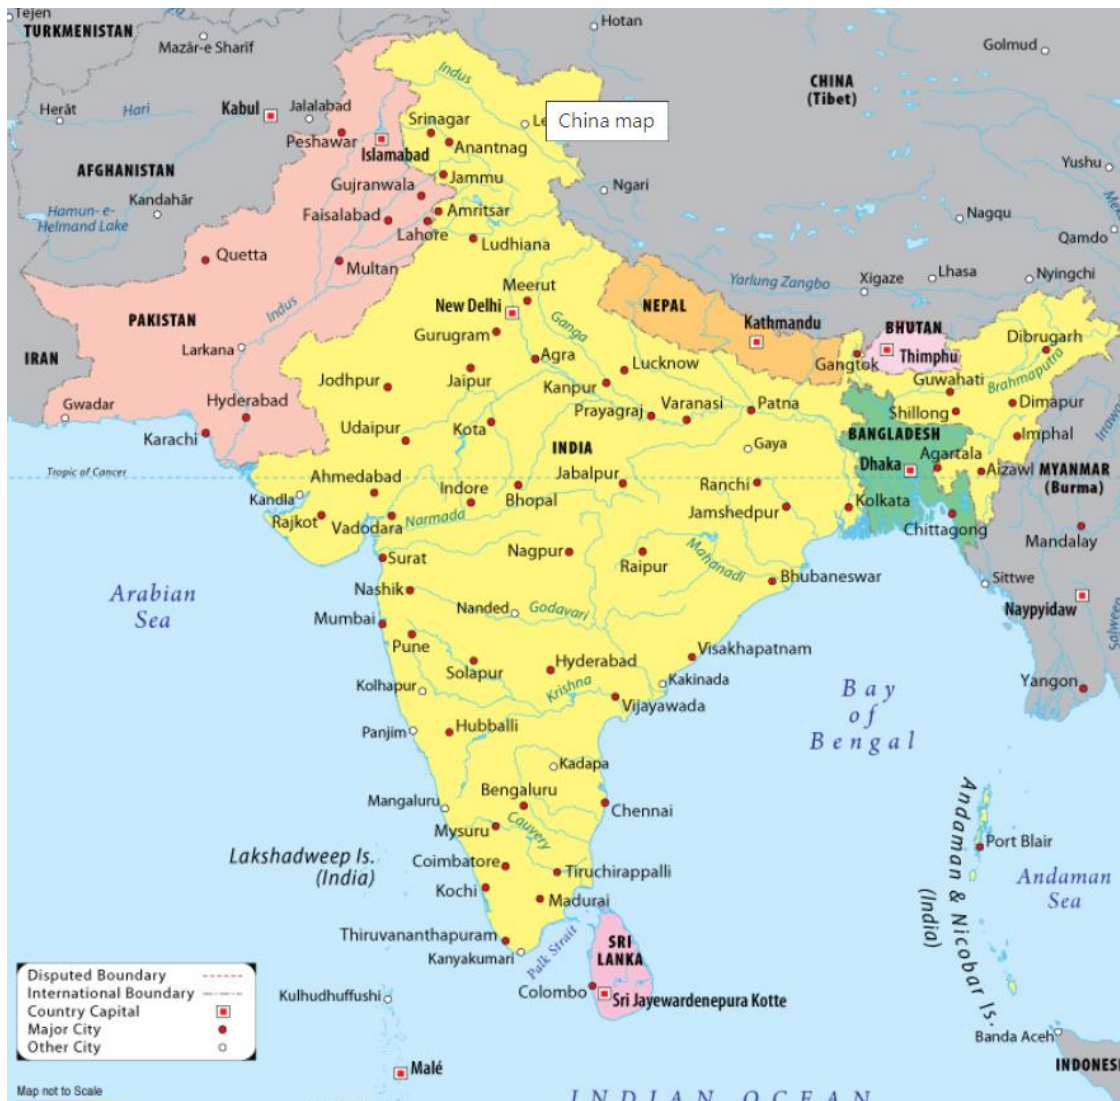 Tejen
TURKMENISTAN
Mazār-e Sharīf
Hotan
Golmud
Indus
CHINA
(Tibet)
Herāt
Hari
Kabul
Jalalabad
Srinagar
China map
Peshawar
Islamabad
Anantnag
Yushu
AFGHANISTAN
Jammu
Gujranwala
Ngari
Kandahār
Hamun- e-
Helmand Lake
Faisalabad
Amritsar
Nagqu
Lahore
Ludhiana
Qamdo
Quetta
Multan
Lhasa
Yarlung Zangbo
Xigaze
Nyingchi
Meerut
New Delhi
NEPAL
Indus
PAKISTAN
Gurugram
Ganga
Kathmandu
BHUTAN
Dibrugarh
IRAN
Larkana
Agra
Lucknow
Gangtok
Thimphu
Jodhpur
Jaipur
Kanpur
Guwahati
Brahmaputra
Gwadar
Hyderabad
Prayagraj
Varanasi
Patna
Shillong
Dimapur
Karachi
Udaipur
Kota
INDIA
Gaya
BANGLADESH
Imphal
Tropic of Cancer
Ahmedabad
Jabalpur
Dhaka
Agartala
Aizawl
MYANMAR
(Burma)
Kandla
Indore
Bhopal
Ranchi
Kolkata
Rajkot
Vadodara
Narmada
Jamshedpur
Chittagong
Mandalay
Surat
Nagpur
Raipur
Mahanadi
Bhubaneswar
Sittwe
Arabian
Sea
Nashik
Nanded
Godavari
Naypyidaw
Salween
Mumbai
Pune
Solapur
Hyderabad
Visakhapatnam
Kolhapur
Krishna
Kakinada
Yangon
Vijayawada
Bay
of
Bengal
Panjim
Hubballi
Kadapa
Bengaluru
Mangaluru
Chennai
Mysuru
Cauvery
Lakshadweep Is.
(India)
Coimbatore
Tiruchirappalli
Port Blair
Kochi
Madurai
Andaman
Sea
Andaman & Nicobar Is.
(India)
Thiruvananthapuram
Kanyakumari
Palk Strait
SRI
LANKA
Disputed Boundary
International Boundary
Country Capital
Major City
Other City
Kulhudhuffushi
Colombo
Sri Jayewardenepura Kotte
Banda Aceh
Malé
INDONES
Map not to Scale
INDIAN OCEAN